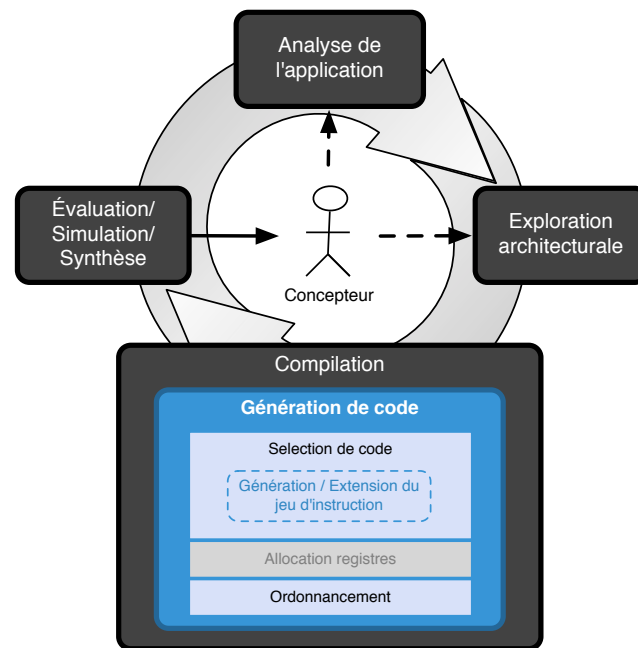 Analyse de
l'application
Évaluation/
Simulation/
Synthèse
Exploration
architecturale
Concepteur
Compilation
Génération de code
Selection de code
Génération / Extension du
jeu d'instruction
Allocation registres
Ordonnancement